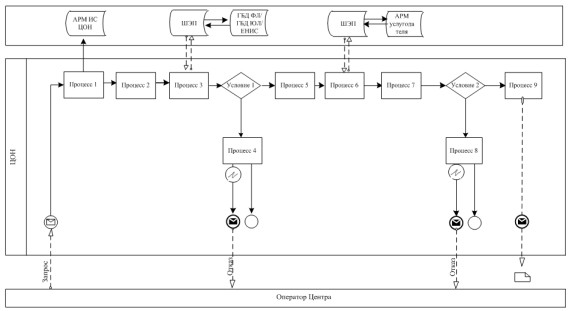 АРМ ИС
ЦОН
ШЭП
ГБД ФЛ/
ГБД ЮЛ/
ЕНИС
ШЭП
АРМ
услугода
теля
ЦОН
Процесс 1
Процесс 2
Процесс 3
Условие 1
Процесс 5
Процесс 6
Процесс 7
Условие 2
Процесс 9
Процесс 4
Процесс 8
Запрос
Отказ
Отказ
Оператор Центра